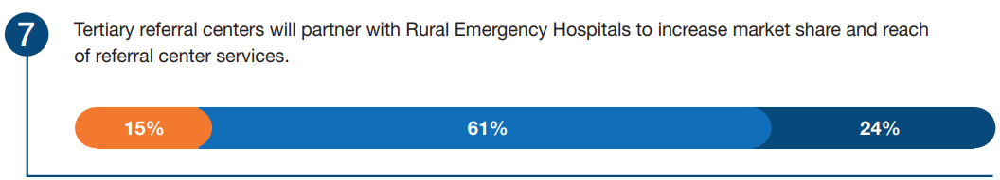 7
Tertiary referral centers will partner with Rural Emergency Hospitals to increase market share and reach
of referral center services.
15% 61% 24%